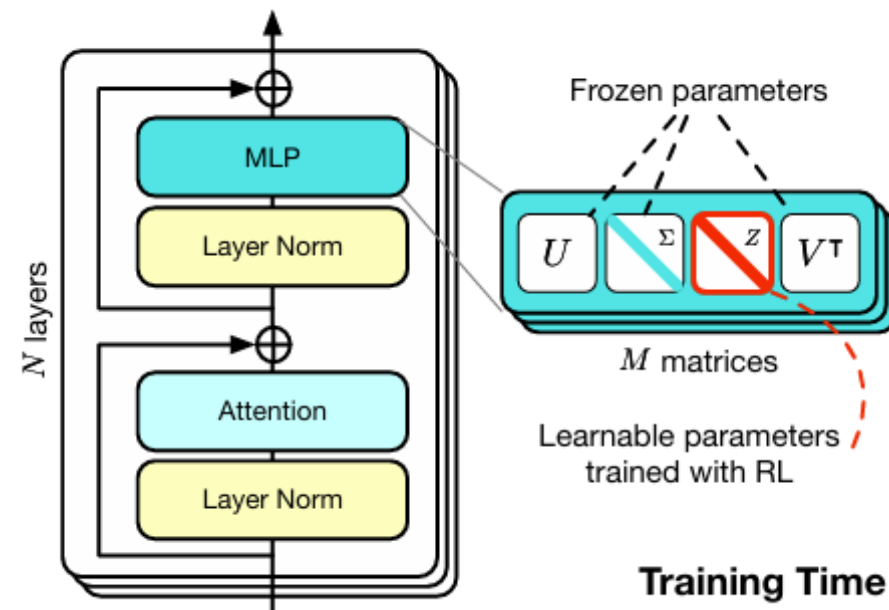 Frozen parameters
MLP
Layer Norm
U
Σ
Z
V⊤
N layers
M matrices
Attention
Layer Norm
Learnable parameters
trained with RL
Training Time